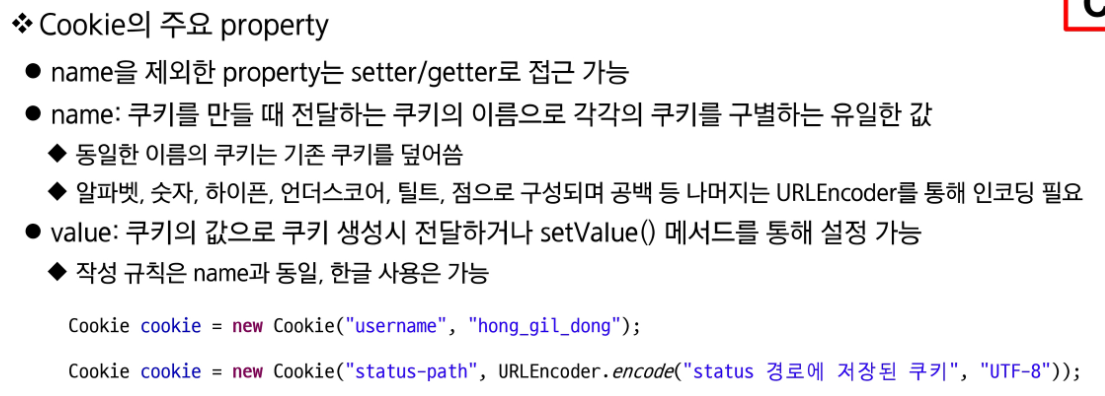 ❖ Cookie의 주요 property
● name을 제외한 property는 setter/getter로 접근 가능
● name: 쿠키를 만들 때 전달하는 쿠키의 이름으로 각각의 쿠키를 구별하는 유일한 값
◆ 동일한 이름의 쿠키는 기존 쿠키를 덮어씀
◆ 알파벳, 숫자, 하이픈, 언더스코어, 틸트, 점으로 구성되며 공백 등 나머지는 URLEncoder를 통해 인코딩 필요
● value: 쿠키의 값으로 쿠키 생성시 전달하거나 setValue() 메서드를 통해 설정 가능
◆ 작성 규칙은 name과 동일, 한글 사용은 가능
Cookie cookie = new Cookie("username", "hong_gil_dong");
Cookie cookie = new Cookie("status-path", URLEncoder.encode("status 경로에 저장된 쿠키", "UTF-8"));